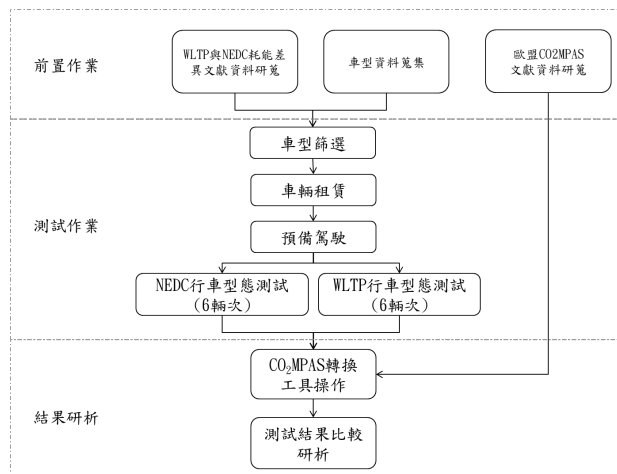 前置作業
WLTP與NEDC耗能差
異文獻資料研蒐
車型資料蒐集
歐盟CO2MPAS
文獻資料研蒐
測試作業
車型篩選
車輛租賃
預備駕駛
NEDC行車型態測試
(6輛次)
WLTP行車型態測試
(6輛次)
結果研析
CO₂MPAS轉換
工具操作
測試結果比較
研析